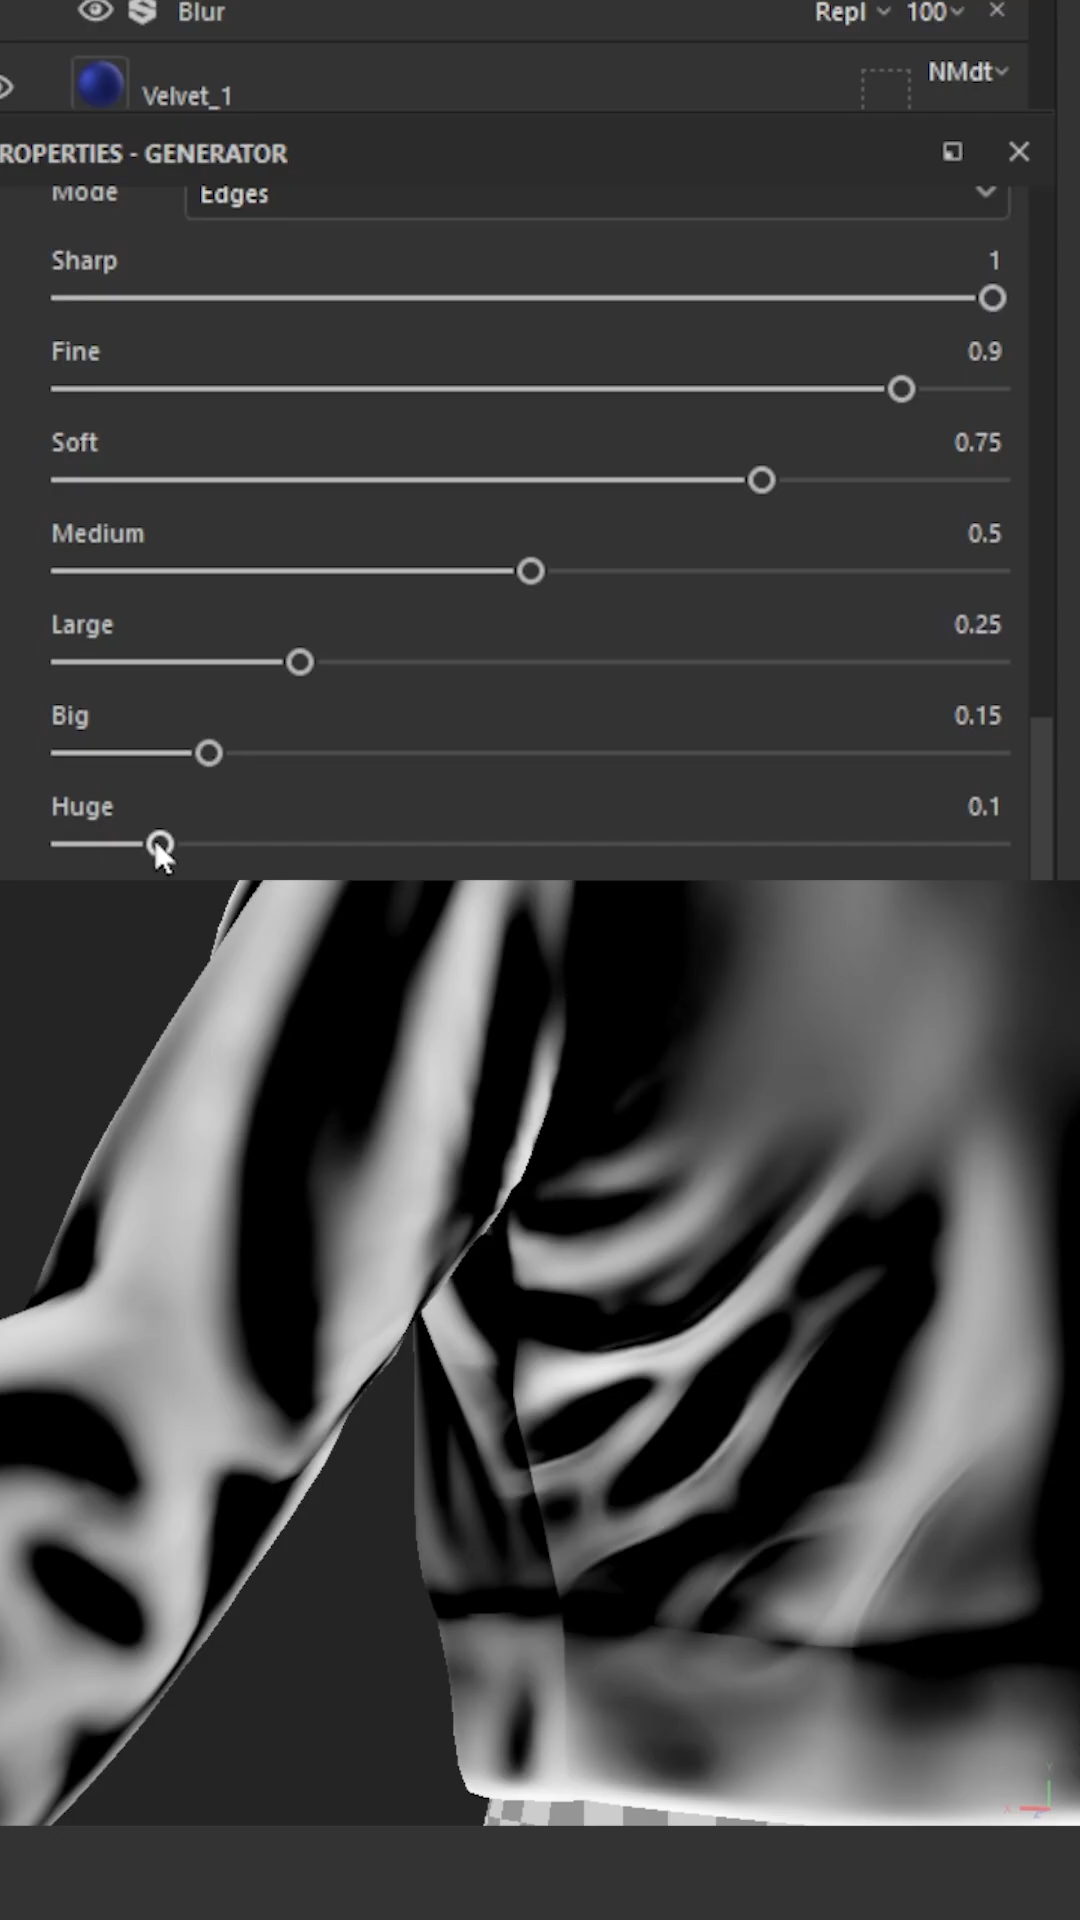 Blur Repl 100
NMdt
Velvet_1
ROPERTIES - GENERATOR
Mode Edges
Sharp 1
Fine 0.9
Soft 0.75
Medium 0.5
Large 0.25
Big 0.15
Huge 0.1
Y
X
Z